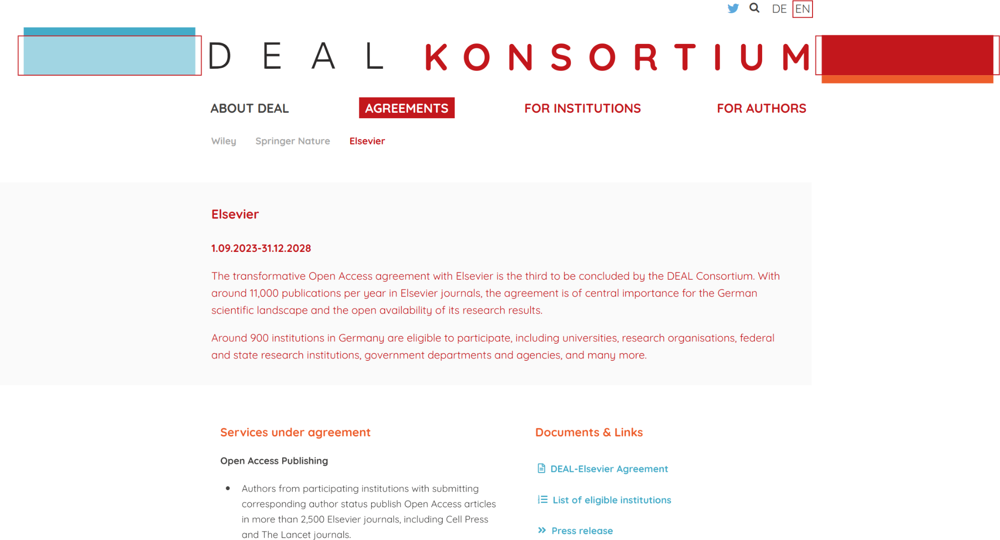 DE EN
DEAL KONSORTIUM
ABOUT DEAL AGREEMENTS FOR INSTITUTIONS FOR AUTHORS
Wiley Springer Nature Elsevier
Elsevier
1.09.2023-31.12.2028
The transformative Open Access agreement with Elsevier is the third to be concluded by the DEAL Consortium. With
around 11,000 publications per year in Elsevier journals, the agreement is of central importance for the German
scientific landscape and the open availability of its research results.
Around 900 institutions in Germany are eligible to participate, including universities, research organisations, federal
and state research institutions, government departments and agencies, and many more.
Services under agreement
Open Access Publishing
• Authors from participating institutions with submitting
corresponding author status publish Open Access articles
in more than 2,500 Elsevier journals, including Cell Press
and The Lancet journals.
Documents & Links
DEAL-Elsevier Agreement
List of eligible institutions
Press release